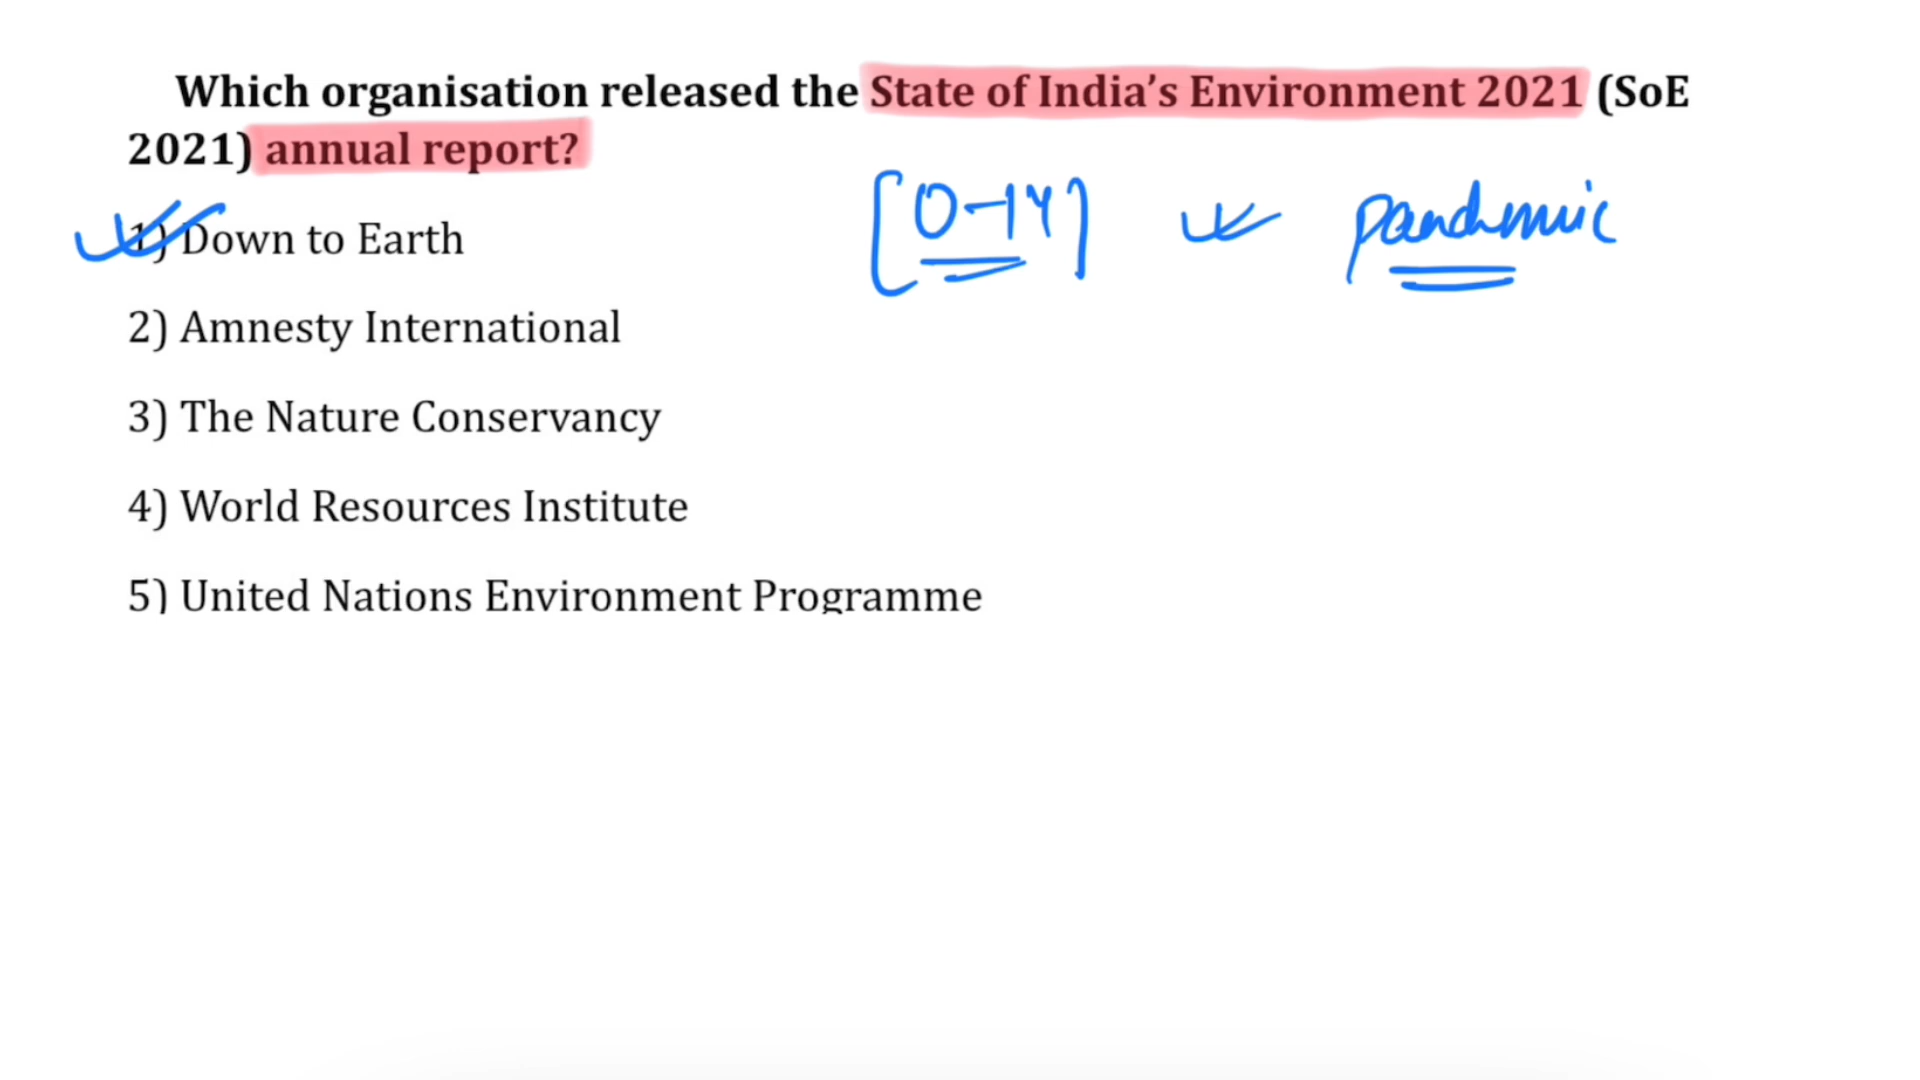 Which organisation released the State of India’s Environment 2021 (SoE
2021) annual report?
1) Down to Earth
[0-14] pandemic
2) Amnesty International
3) The Nature Conservancy
4) World Resources Institute
5) United Nations Environment Programme